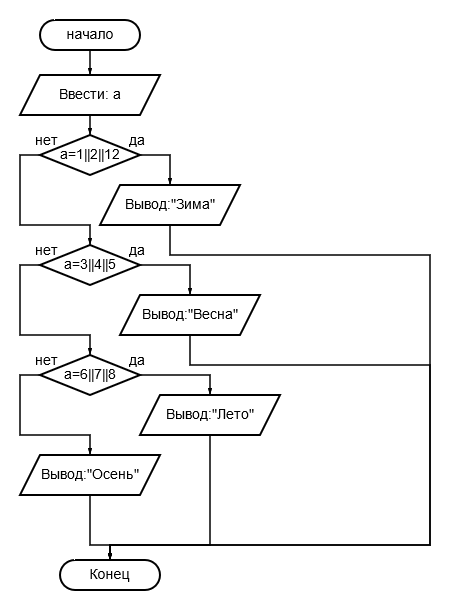 начало
Ввести: a
нет
да
a=1||2||12
Вывод:"Зима"
нет
да
a=3||4||5
Вывод:"Весна"
нет
да
a=6||7||8
Вывод:"Лето"
Вывод:"Осень"
Конец